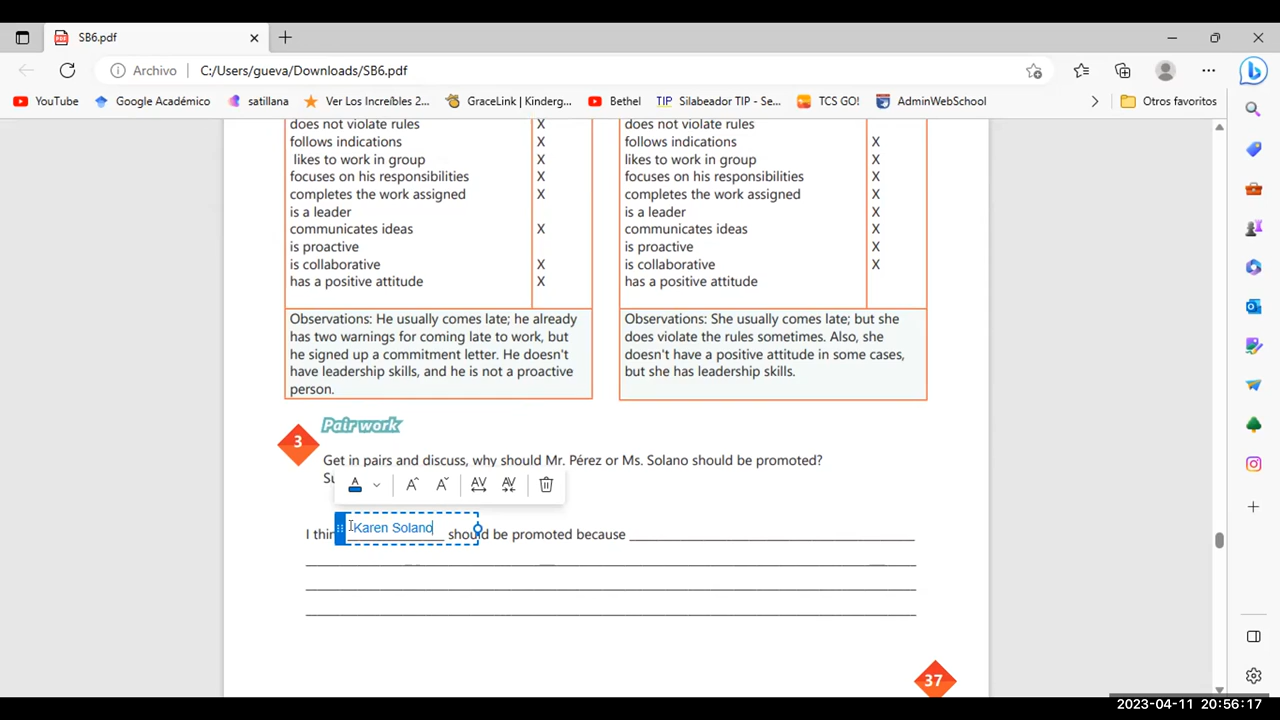 SB6.pdf
Archivo C:/Users/gueva/Downloads/SB6.pdf
YouTube Google Académico satillana Ver Los Increíbles 2... GraceLink | Kinderg... Bethel TIP Silabeador TIP - Se... TCS GO! AdminWebSchool Otros favoritos
does not violate rules X
follows indications X
likes to work in group X
focuses on his responsibilities X
completes the work assigned X
is a leader
communicates ideas X
is proactive
is collaborative X
has a positive attitude X
Observations: He usually comes late; he already
has two warnings for coming late to work, but
he signed up a commitment letter. He doesn't
have leadership skills, and he is not a proactive
person.
does not violate rules
follows indications X
likes to work in group X
focuses on his responsibilities X
completes the work assigned X
is a leader X
communicates ideas X
is proactive X
is collaborative X
has a positive attitude
Observations: She usually comes late; but she
does violate the rules sometimes. Also, she
doesn't have a positive attitude in some cases,
but she has leadership skills.
Pair work
3
Get in pairs and discuss, why should Mr. Pérez or Ms. Solano should be promoted?
I thin Karen Solano should be promoted because
37
2023-04-11 20:56:17